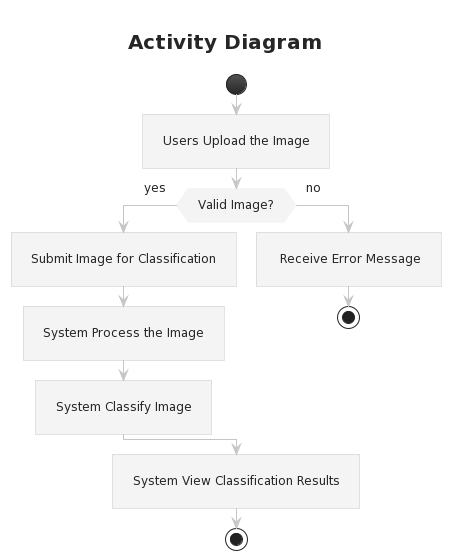 Activity Diagram
Users Upload the Image
yes
no
Valid Image?
Submit Image for Classification
Receive Error Message
System Process the Image
System Classify Image
System View Classification Results